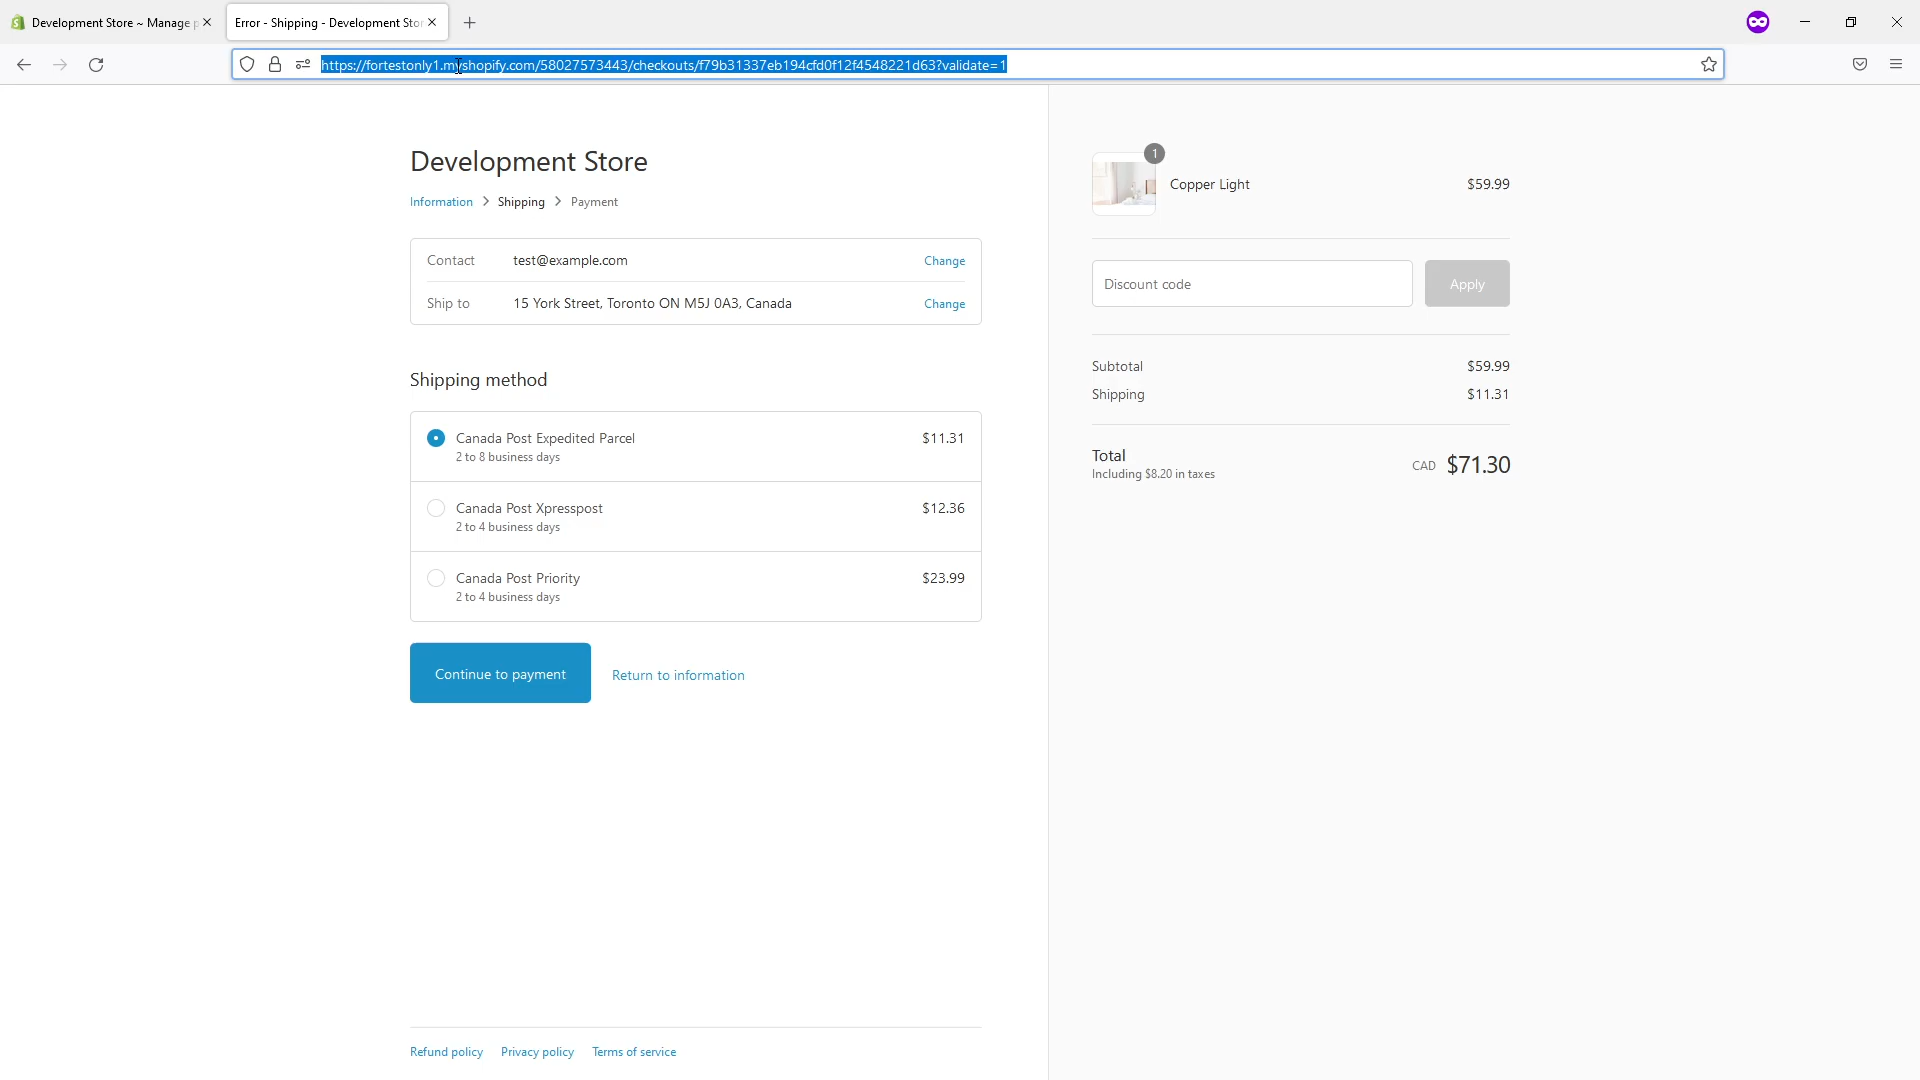 Development Store ~ Manage p
Error - Shipping - Development Stor
https://fortestonly1.myshopify.com/58027573443/checkouts/f79b31337eb194cfd0f12f4548221d63?validate=1
Development Store
Information > Shipping > Payment
Contact test@example.com Change
Ship to 15 York Street, Toronto ON M5J 0A3, Canada Change
Shipping method
Canada Post Expedited Parcel $11.31
2 to 8 business days
Canada Post Xpresspost $12.36
2 to 4 business days
Canada Post Priority $23.99
2 to 4 business days
Continue to payment Return to information
Refund policy Privacy policy Terms of service
1
Copper Light $59.99
Discount code Apply
Subtotal $59.99
Shipping $11.31
Total CAD $71.30
Including $8.20 in taxes